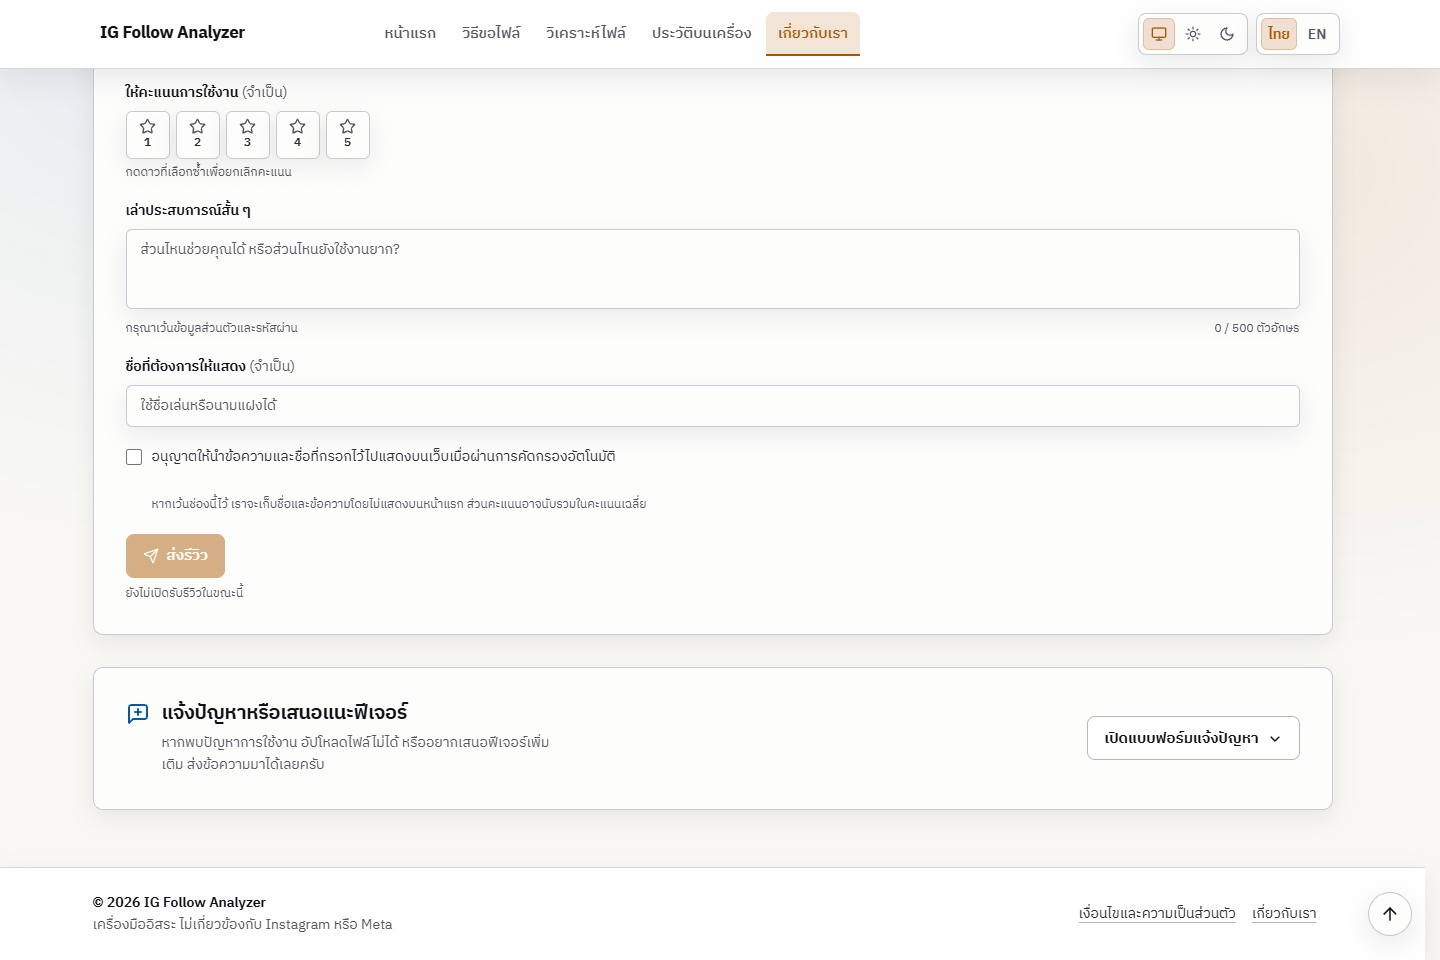 IG Follow Analyzer
หน้าแรก
วิธีขอไฟล์
วิเคราะห์ไฟล์
ประวัติบนเครื่อง
เกี่ยวกับเรา
ไทย
EN
ให้คะแนนการใช้งาน (จำเป็น)
1
2
3
4
5
กดดาวที่เลือกซ้ำเพื่อยกเลิกคะแนน
เล่าประสบการณ์สั้น ๆ
ส่วนไหนช่วยคุณได้ หรือส่วนไหนยังใช้งานยาก?
กรุณาเว้นข้อมูลส่วนตัวและรหัสผ่าน
0 / 500 ตัวอักษร
ชื่อที่ต้องการให้แสดง (จำเป็น)
ใช้ชื่อเล่นหรือนามแฝงได้
อนุญาตให้นำข้อความและชื่อที่กรอกไว้ไปแสดงบนเว็บเมื่อผ่านการคัดกรองอัตโนมัติ
หากเว้นช่องนี้ไว้ เราจะเก็บชื่อและข้อความโดยไม่แสดงบนหน้าแรก ส่วนคะแนนอาจนับรวมในคะแนนเฉลี่ย
ส่งรีวิว
ยังไม่เปิดรับรีวิวในขณะนี้
แจ้งปัญหาหรือเสนอแนะฟีเจอร์
หากพบปัญหาการใช้งาน อัปโหลดไฟล์ไม่ได้ หรืออยากเสนอฟีเจอร์เพิ่ม
เติม ส่งข้อความมาได้เลยครับ
เปิดแบบฟอร์มแจ้งปัญหา
© 2026 IG Follow Analyzer
เครื่องมืออิสระ ไม่เกี่ยวข้องกับ Instagram หรือ Meta
เงื่อนไขและความเป็นส่วนตัว
เกี่ยวกับเรา